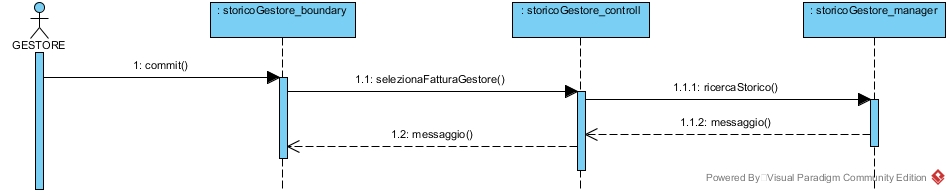 : storicoGestore_boundary
: storicoGestore_controll
: storicoGestore_manager
GESTORE
1: commit()
1.1: selezionaFatturaGestore()
1.1.1: ricercaStorico()
1.1.2: messaggio()
1.2: messaggio()
Powered By Visual Paradigm Community Edition